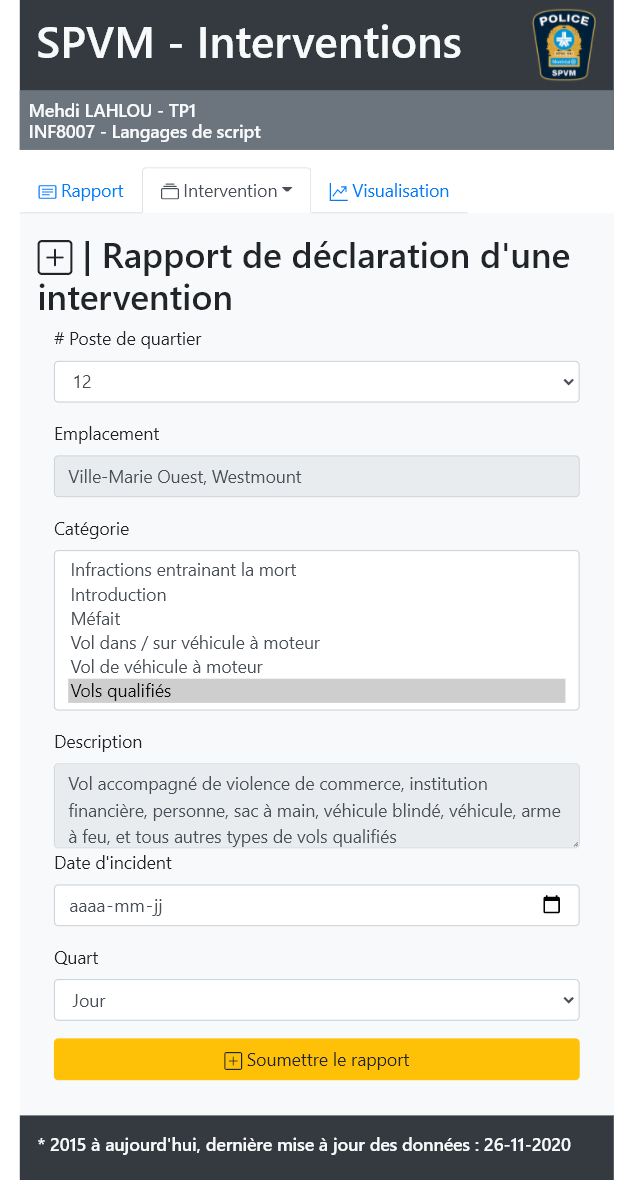 SPVM - Interventions
POLICE
SPVM
Mehdi LAHLOU - TP1
INF8007 - Langages de script
Rapport
Intervention
Visualisation
| Rapport de déclaration d'une
intervention
# Poste de quartier
12
Emplacement
Ville-Marie Ouest, Westmount
Catégorie
Infractions entrainant la mort
Introduction
Méfait
Vol dans / sur véhicule à moteur
Vol de véhicule à moteur
Vols qualifiés
Description
Vol accompagné de violence de commerce, institution
financière, personne, sac à main, véhicule blindé, véhicule, arme
à feu, et tous autres types de vols qualifiés
Date d'incident
aaaa-mm-jj
Quart
Jour
Soumettre le rapport
* 2015 à aujourd'hui, dernière mise à jour des données : 26-11-2020